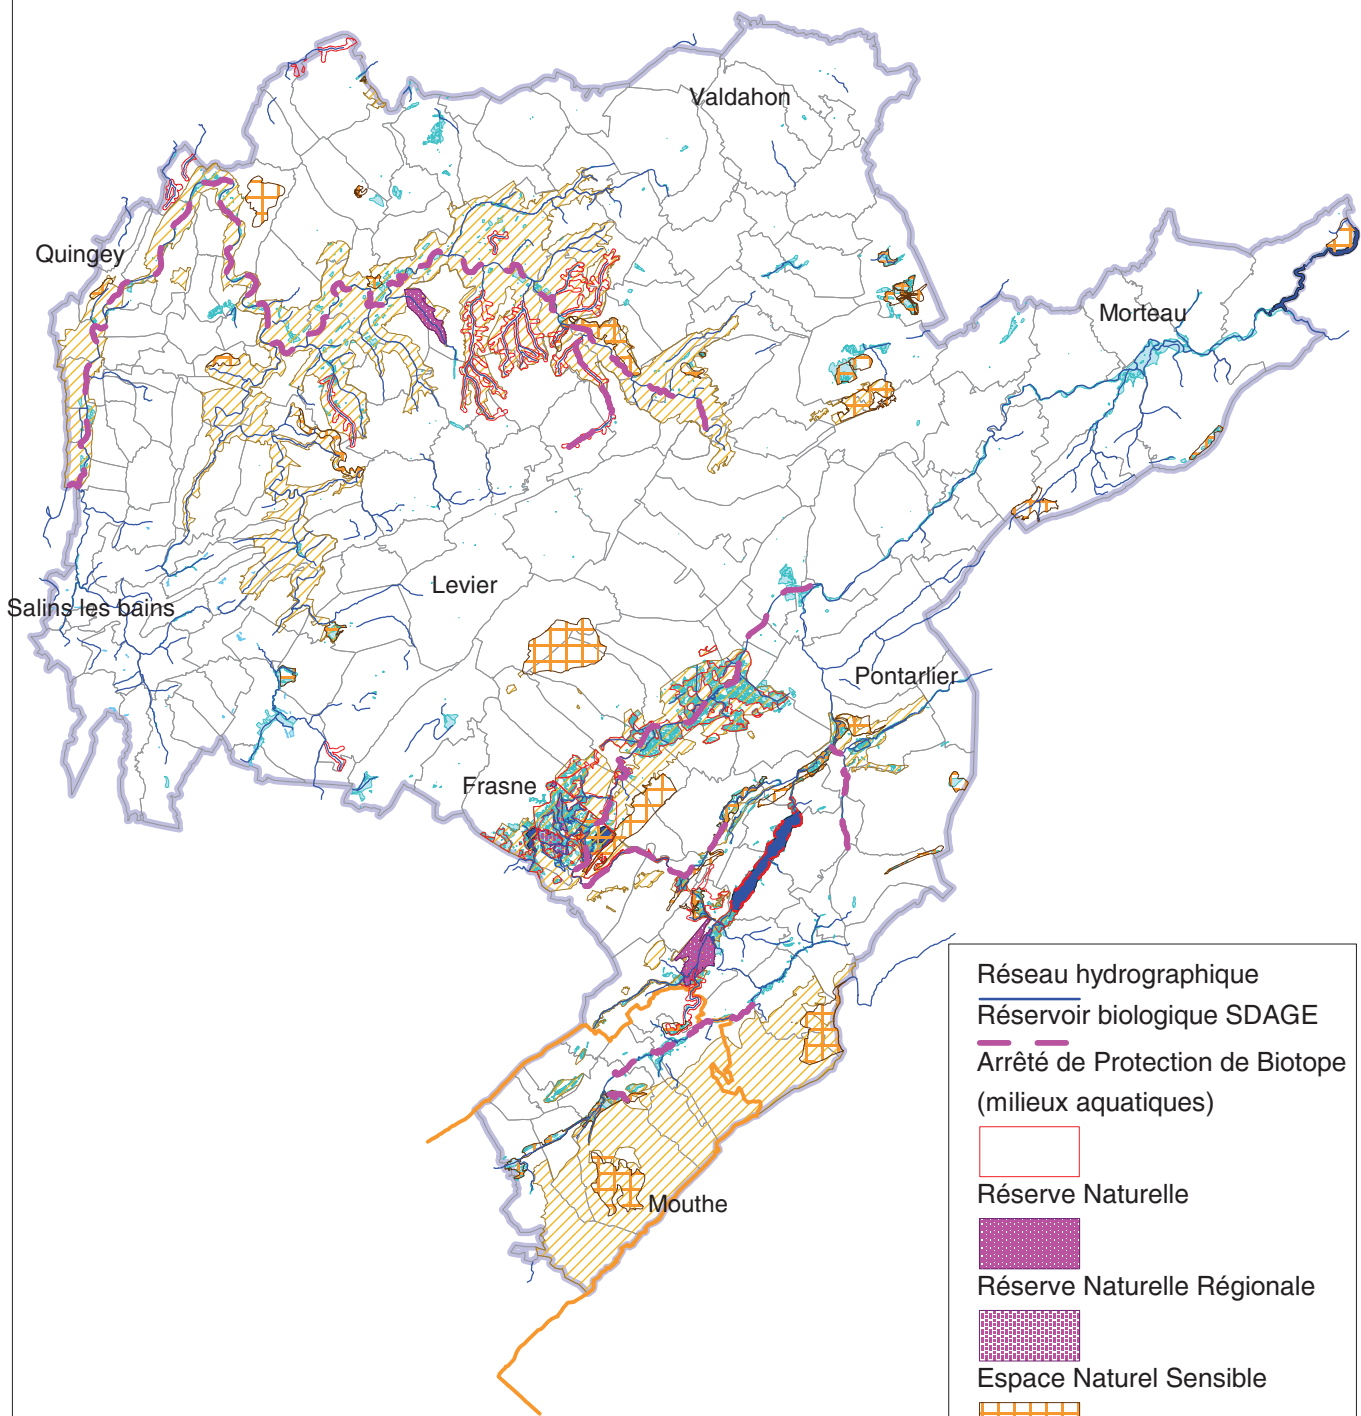 Valdahon
Quingey
Morteau
Levier
Salins les bains
Pontarlier
Frasne
Mouthe
Réseau hydrographique
Réservoir biologique SDAGE
Arrêté de Protection de Biotope
(milieux aquatiques)
Réserve Naturelle
Réserve Naturelle Régionale
Espace Naturel Sensible